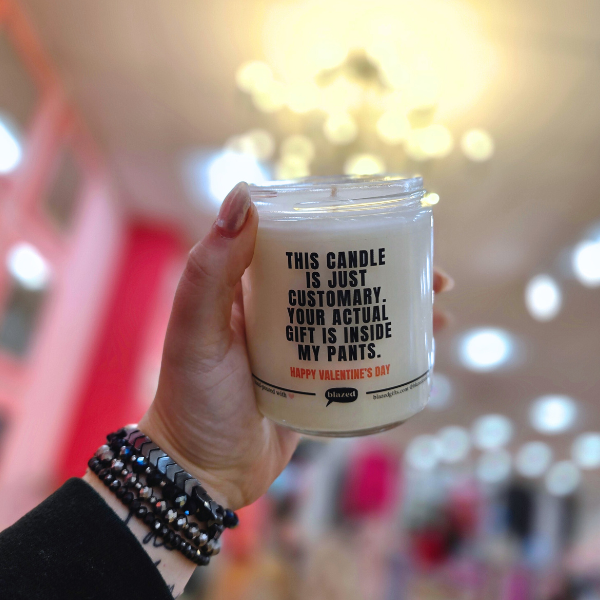 THIS CANDLE
IS JUST
CUSTOMARY.
YOUR ACTUAL
GIFT IS INSIDE
MY PANTS.
HAPPY VALENTINE'S DAY
blazed